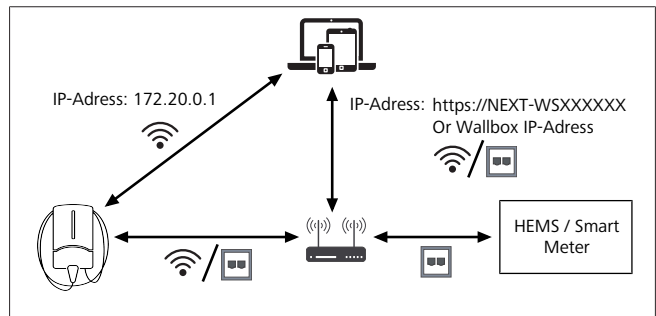 IP-Adress: 172.20.0.1
IP-Adress: https://NEXT-WSXXXXXX
Or Wallbox IP-Adress
HEMS / Smart
Meter